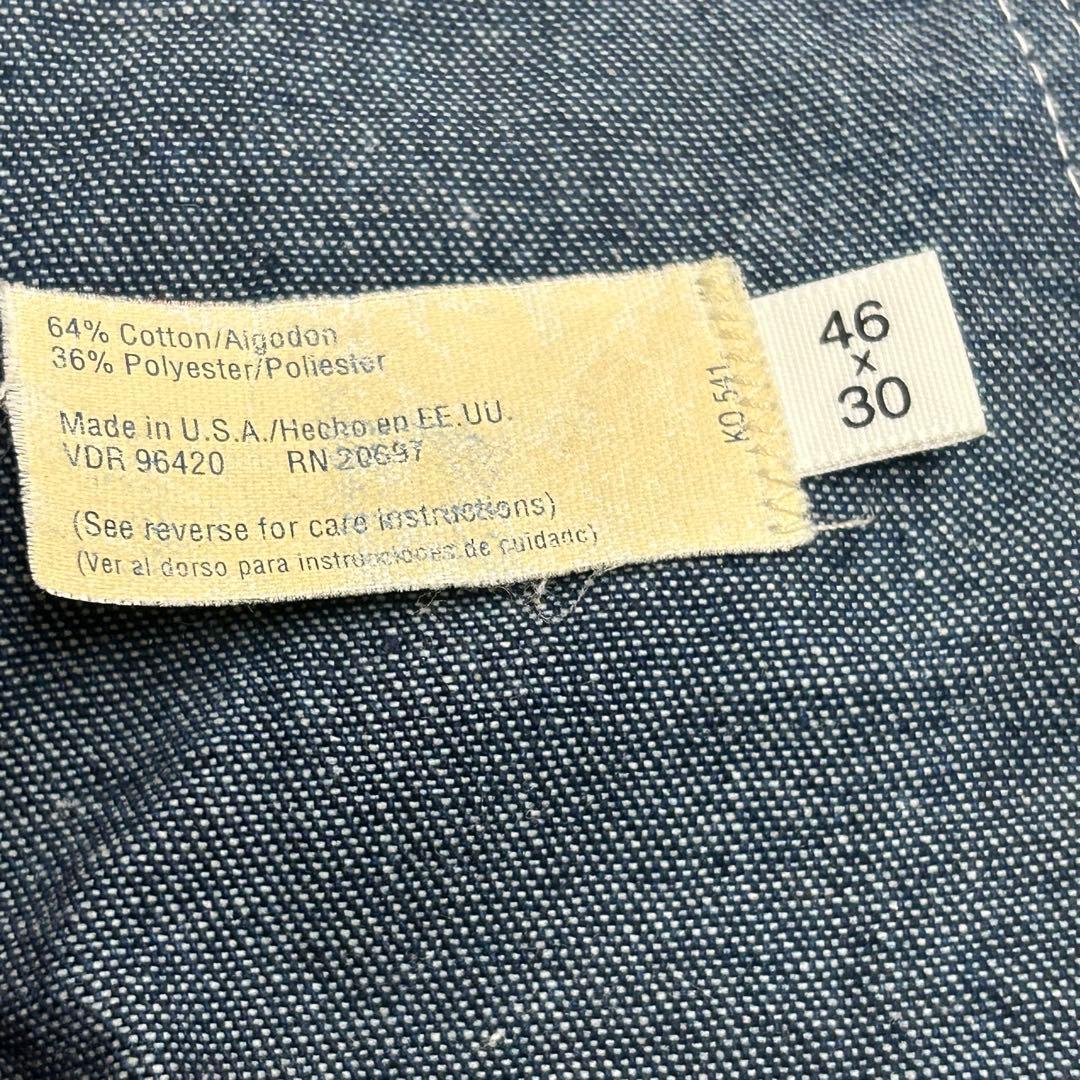 64% Cotton/Algodon
36% Polyester/Poliester
Made in U.S.A./Hecho en EE.UU.
VDR 96420 RN 20697
(See reverse for care instructions)
(Ver al dorso para instrucciones de cuidado)
KO 541
46
x
30